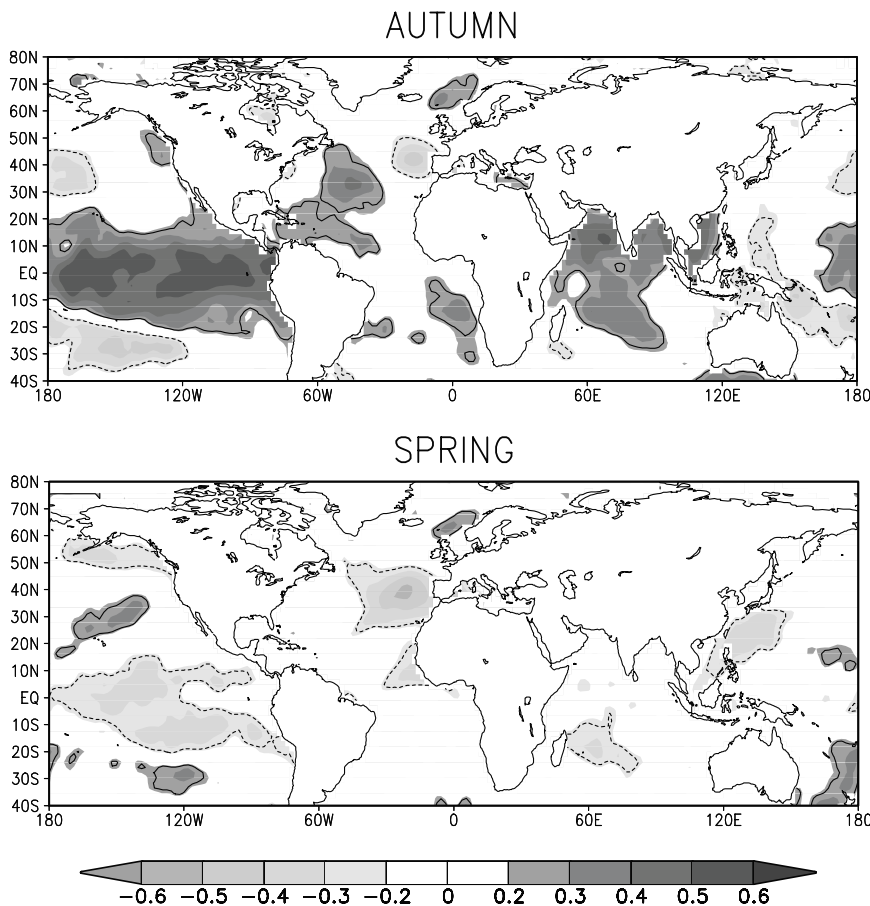 AUTUMN
80N
70N
60N
50N
40N
30N
20N
10N
EQ
10S
20S
30S
40S
180 120W 60W 0 60E 120E 180
SPRING
80N
70N
60N
50N
40N
30N
20N
10N
EQ
10S
20S
30S
40S
180 120W 60W 0 60E 120E 180
−0.6 −0.5 −0.4 −0.3 −0.2 0 0.2 0.3 0.4 0.5 0.6